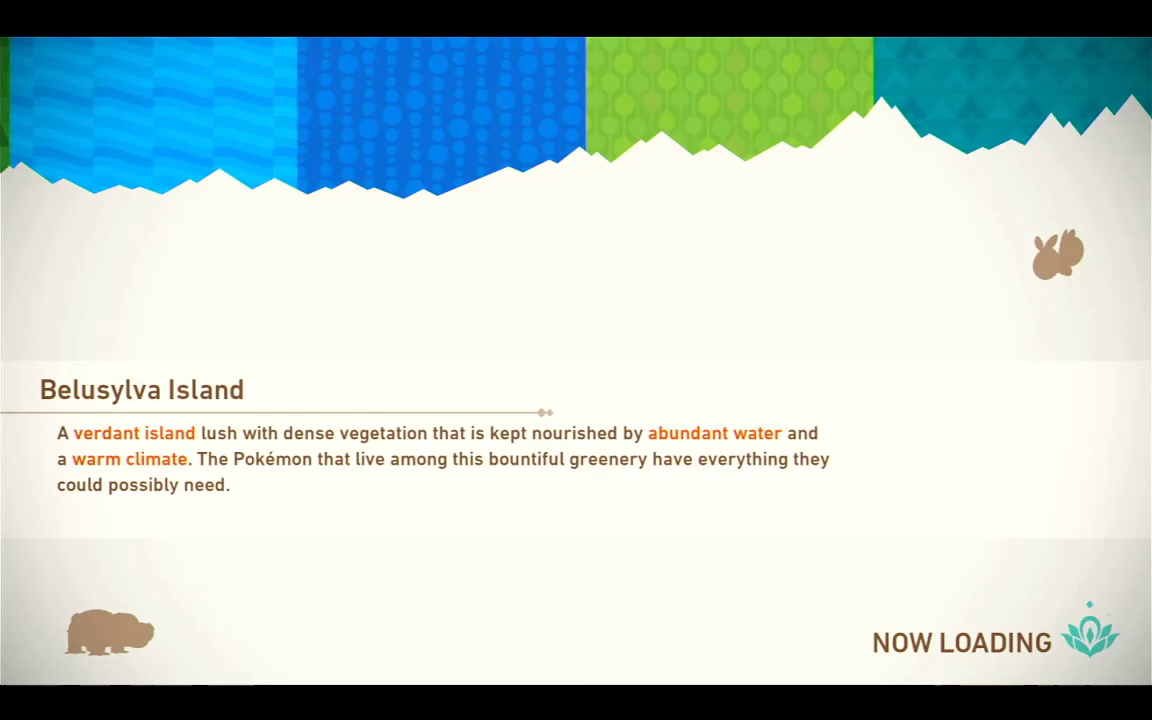 Belusylva Island
A verdant island lush with dense vegetation that is kept nourished by abundant water and
a warm climate. The Pokémon that live among this bountiful greenery have everything they
could possibly need.
NOW LOADING